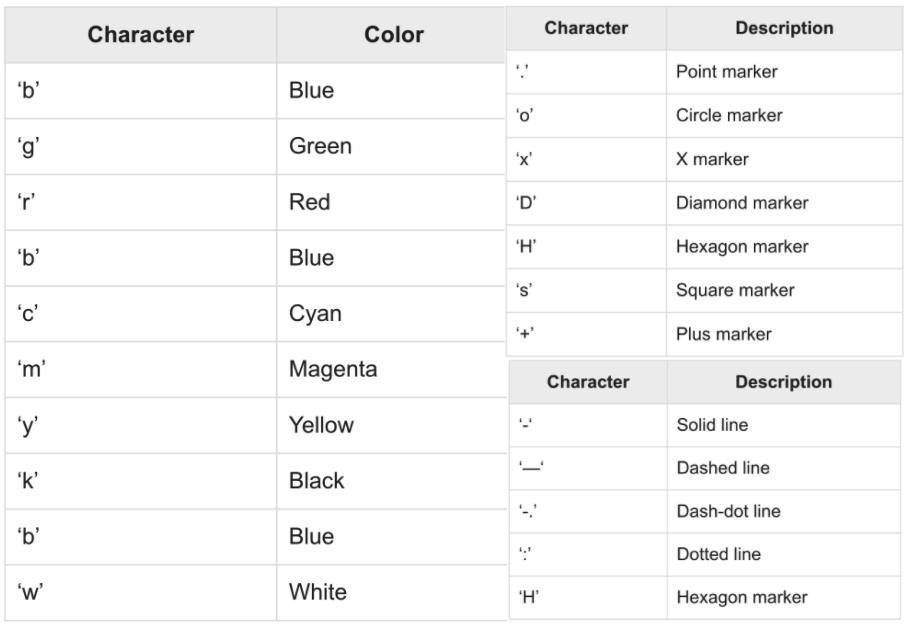 Character Color
‘b’ Blue
‘g’ Green
‘r’ Red
‘b’ Blue
‘c’ Cyan
‘m’ Magenta
‘y’ Yellow
‘k’ Black
‘b’ Blue
‘w’ White
Character Description
‘.’ Point marker
‘o’ Circle marker
‘x’ X marker
‘D’ Diamond marker
‘H’ Hexagon marker
‘s’ Square marker
‘+’ Plus marker
Character Description
‘-‘ Solid line
‘—‘ Dashed line
‘-.’ Dash-dot line
‘:’ Dotted line
‘H’ Hexagon marker